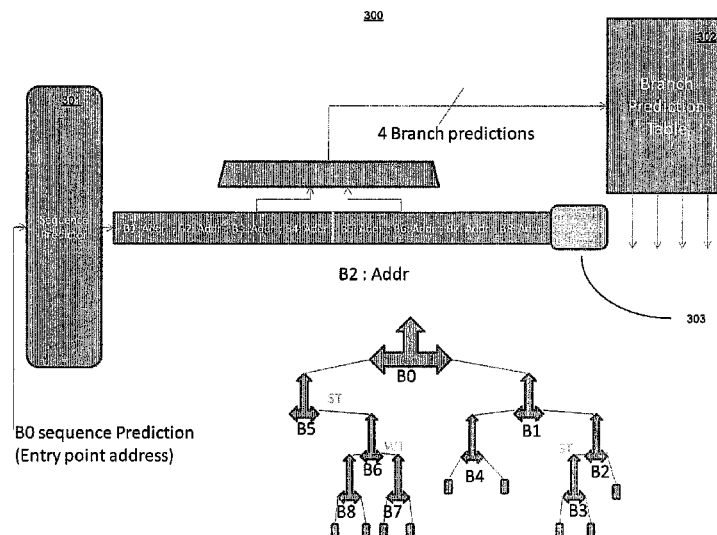 300
302
301
Branch
Prediction
Table
4 Branch predictions
B1: Addr B2: Addr B3: Addr B4: Addr B5: Addr B6: Addr B7: Addr B8: Addr
B2 : Addr
303
B0
ST
B5
B1
B6
B4
ST
B2
B8
B7
B3
B0 sequence Prediction
(Entry point address)